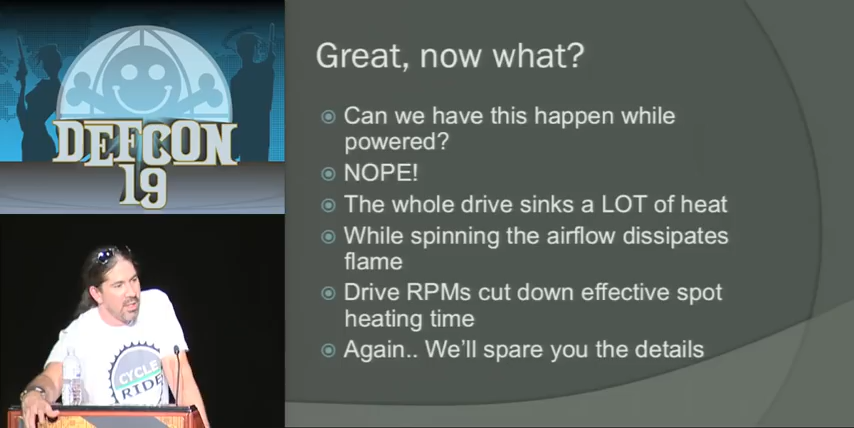 DEFCON
19
CYCLE
RIDE
Great, now what?
Can we have this happen while
powered?
NOPE!
The whole drive sinks a LOT of heat
While spinning the airflow dissipates
flame
Drive RPMs cut down effective spot
heating time
Again.. We'll spare you the details